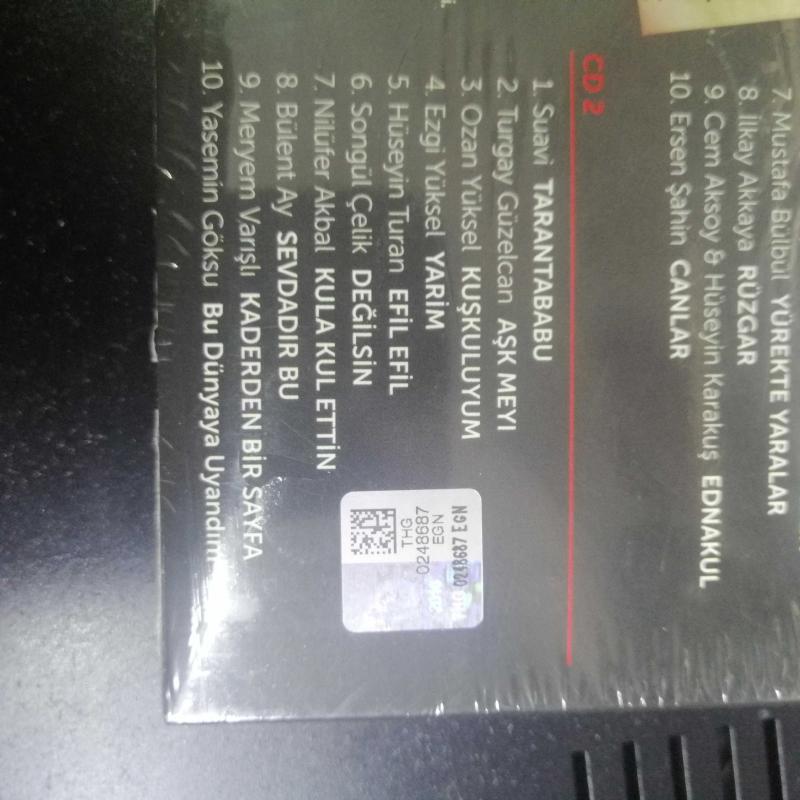 7. Mustafa Bülbül YÜREKTE YARALAR
8. İlkay Akkaya RÜZGAR
9. Cem Aksoy & Hüseyin Karakuş EDNAKUL
10. Ersen Şahin CANLAR
CD 2
1. Suavi TARANTABABU
2. Turgay Güzelcan AŞK MEYI
3. Ozan Yüksel KUŞKULUYUM
4. Ezgi Yüksel YARİM
5. Hüseyin Turan EFİL EFİL
6. Songül Çelik DEĞİLSİN
7. Nilüfer Akbal KULA KUL ETTİN
8. Bülent Ay SEVDADIR BU
9. Meryem Varışlı KADERDEN BİR SAYFA
10. Yasemin Göksu Bu Dünyaya Uyandım
THG
0248687
EGN